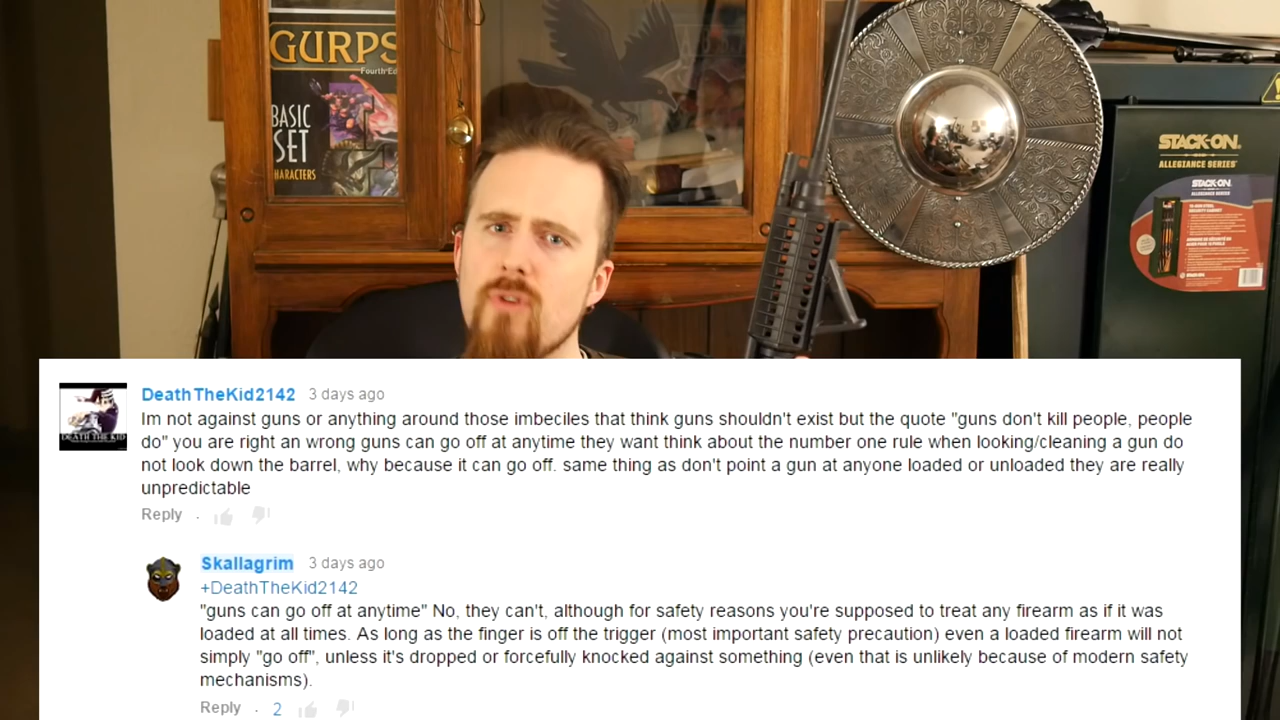 GURPS
Fourth Ed
BASIC
SET
HARACTERS
STACK-ON
ALLEGIANCE SERIES
STACK-ON
ALLEGIANCE SERIES
DeathTheKid2142 3 days ago
Im not against guns or anything around those imbeciles that think guns shouldn't exist but the quote "guns don't kill people, people
do" you are right an wrong guns can go off at anytime they want think about the number one rule when looking/cleaning a gun do
not look down the barrel, why because it can go off. same thing as don't point a gun at anyone loaded or unloaded they are really
unpredictable
Reply .
Skallagrim 3 days ago
+DeathTheKid2142
"guns can go off at anytime" No, they can't, although for safety reasons you're supposed to treat any firearm as if it was
loaded at all times. As long as the finger is off the trigger (most important safety precaution) even a loaded firearm will not
simply "go off", unless it's dropped or forcefully knocked against something (even that is unlikely because of modern safety
mechanisms).
Reply . 2